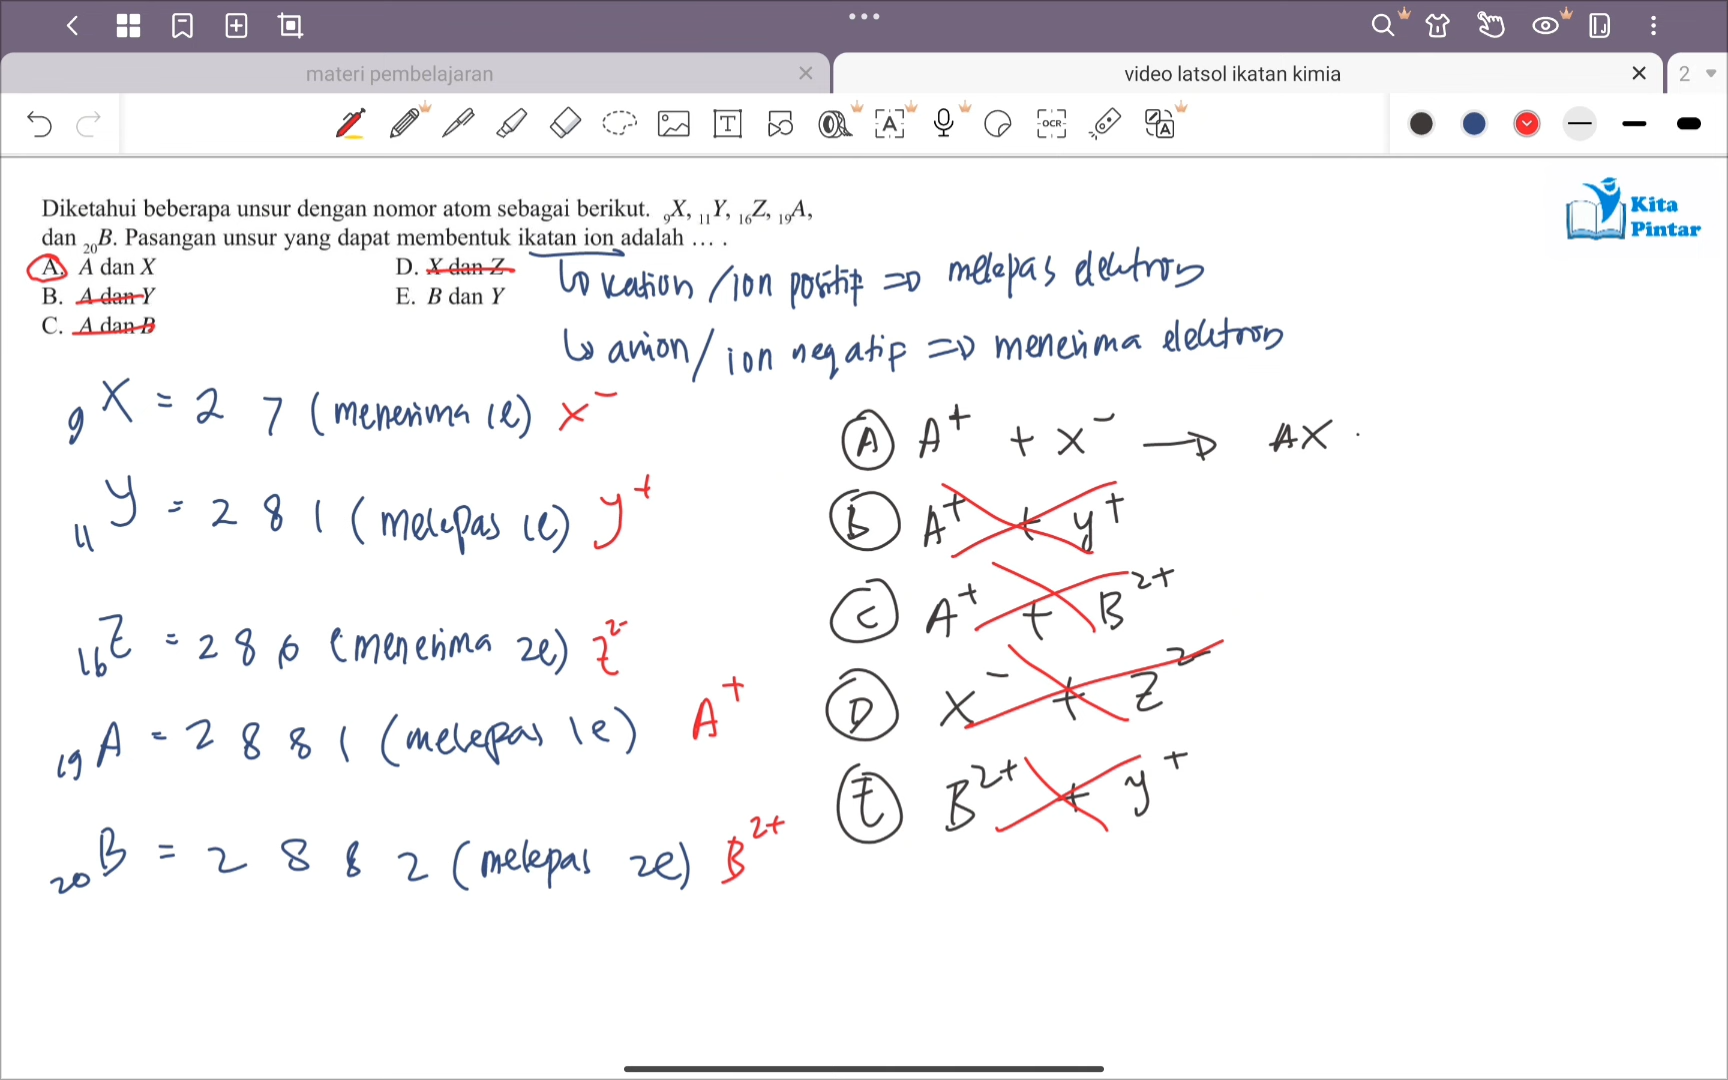 materi pembelajaran
video latsol ikatan kimia
2
T
A
OCR
A
Kita
Pintar
Diketahui beberapa unsur dengan nomor atom sebagai berikut. ₉X, ₁₁Y, ₁₆Z, ₁₉A,
dan ₂₀B. Pasangan unsur yang dapat membentuk ikatan ion adalah … .
A. A dan X
B. A dan Y
C. A dan B
D. X dan Z
E. B dan Y
↳ kation /ion positif => melepas elektron
↳ anion/ ion negatif => menerima elektron
₉X = 2 7 (menerima 1e) X⁻
₁₁Y = 2 8 1 (melepas 1e) Y⁺
₁₆Z = 2 8 6 (menerima 2e) Z²⁻
₁₉A = 2 8 8 1 (melepas 1e) A⁺
₂₀B = 2 8 8 2 (melepas 2e) B²⁺
A A⁺ + X⁻ → AX .
B A⁺ + Y⁺
C A⁺ + B²⁺
D X⁻ + Z²⁻
E B²⁺ + Y⁺